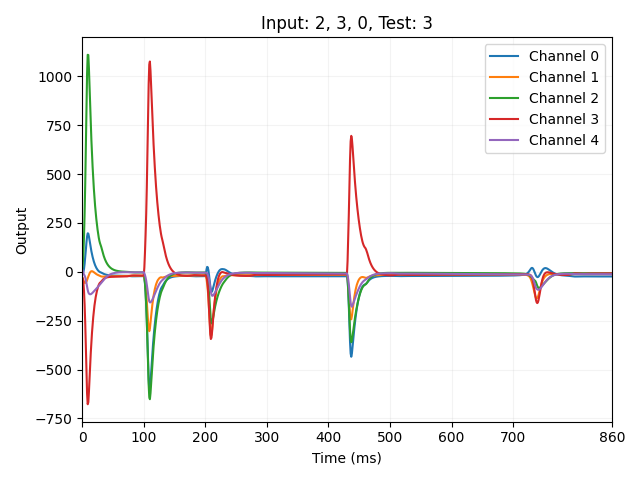 Input: 2, 3, 0, Test: 3
Channel 0
Channel 1
Channel 2
Channel 3
Channel 4
Output
1000
750
500
250
0
−250
−500
−750
0 100 200 300 400 500 600 700 860
Time (ms)